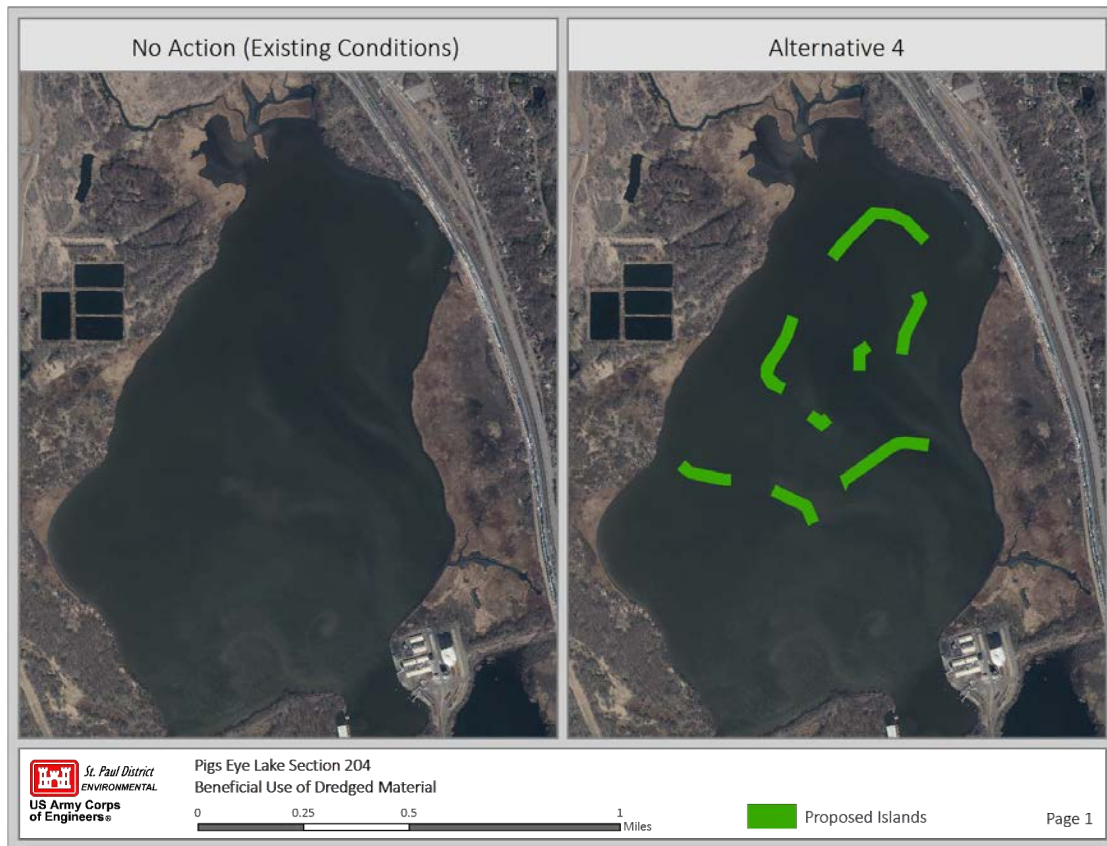 No Action (Existing Conditions)
Alternative 4
St. Paul District
ENVIRONMENTAL
US Army Corps
of Engineers®
Pigs Eye Lake Section 204
Beneficial Use of Dredged Material
0 0.25 0.5 1
Miles
Proposed Islands
Page 1